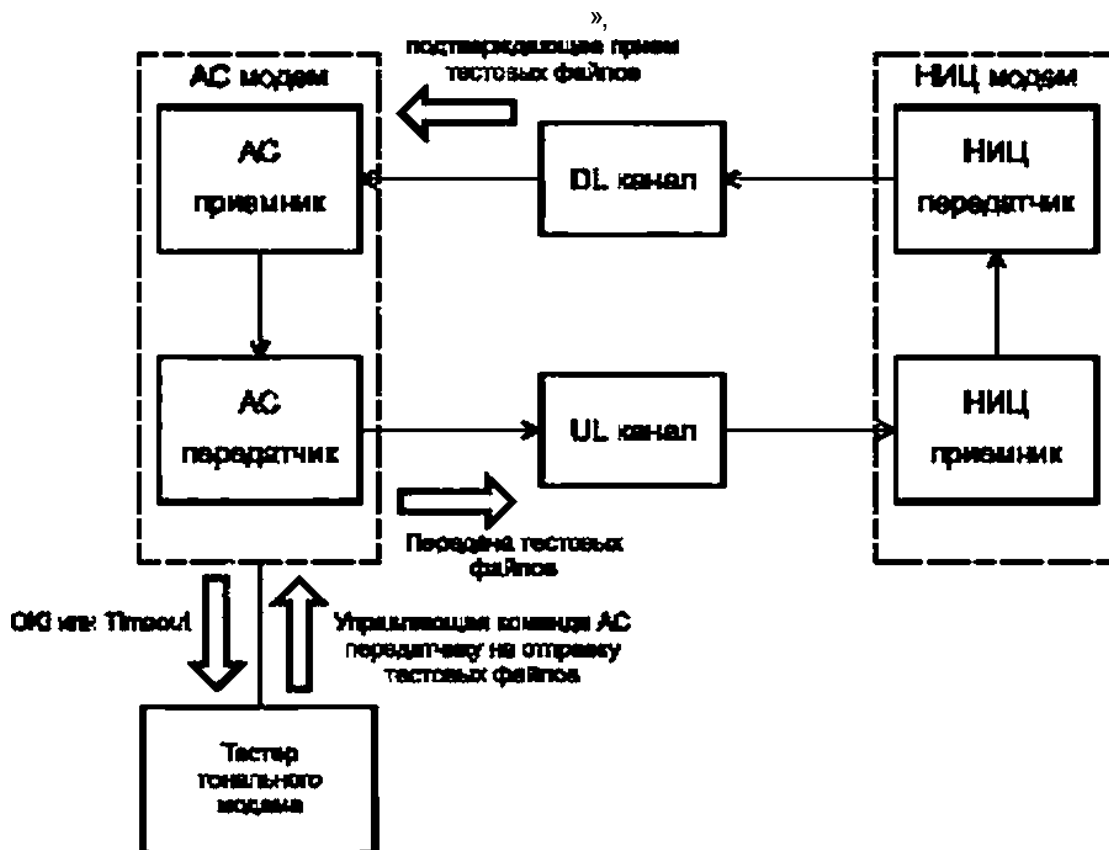 »,
подтверждающее прием
тестовых файлов
АС модем
НИЦ модем
АС
приемник
DL канал
НИЦ
передатчик
АС
передатчик
UL канал
НИЦ
приемник
Передача тестовых
файлов
OK! или Timeout
Управляющая команда АС
передатчику на отправку
тестовых файлов
Тестер
тонального
модема